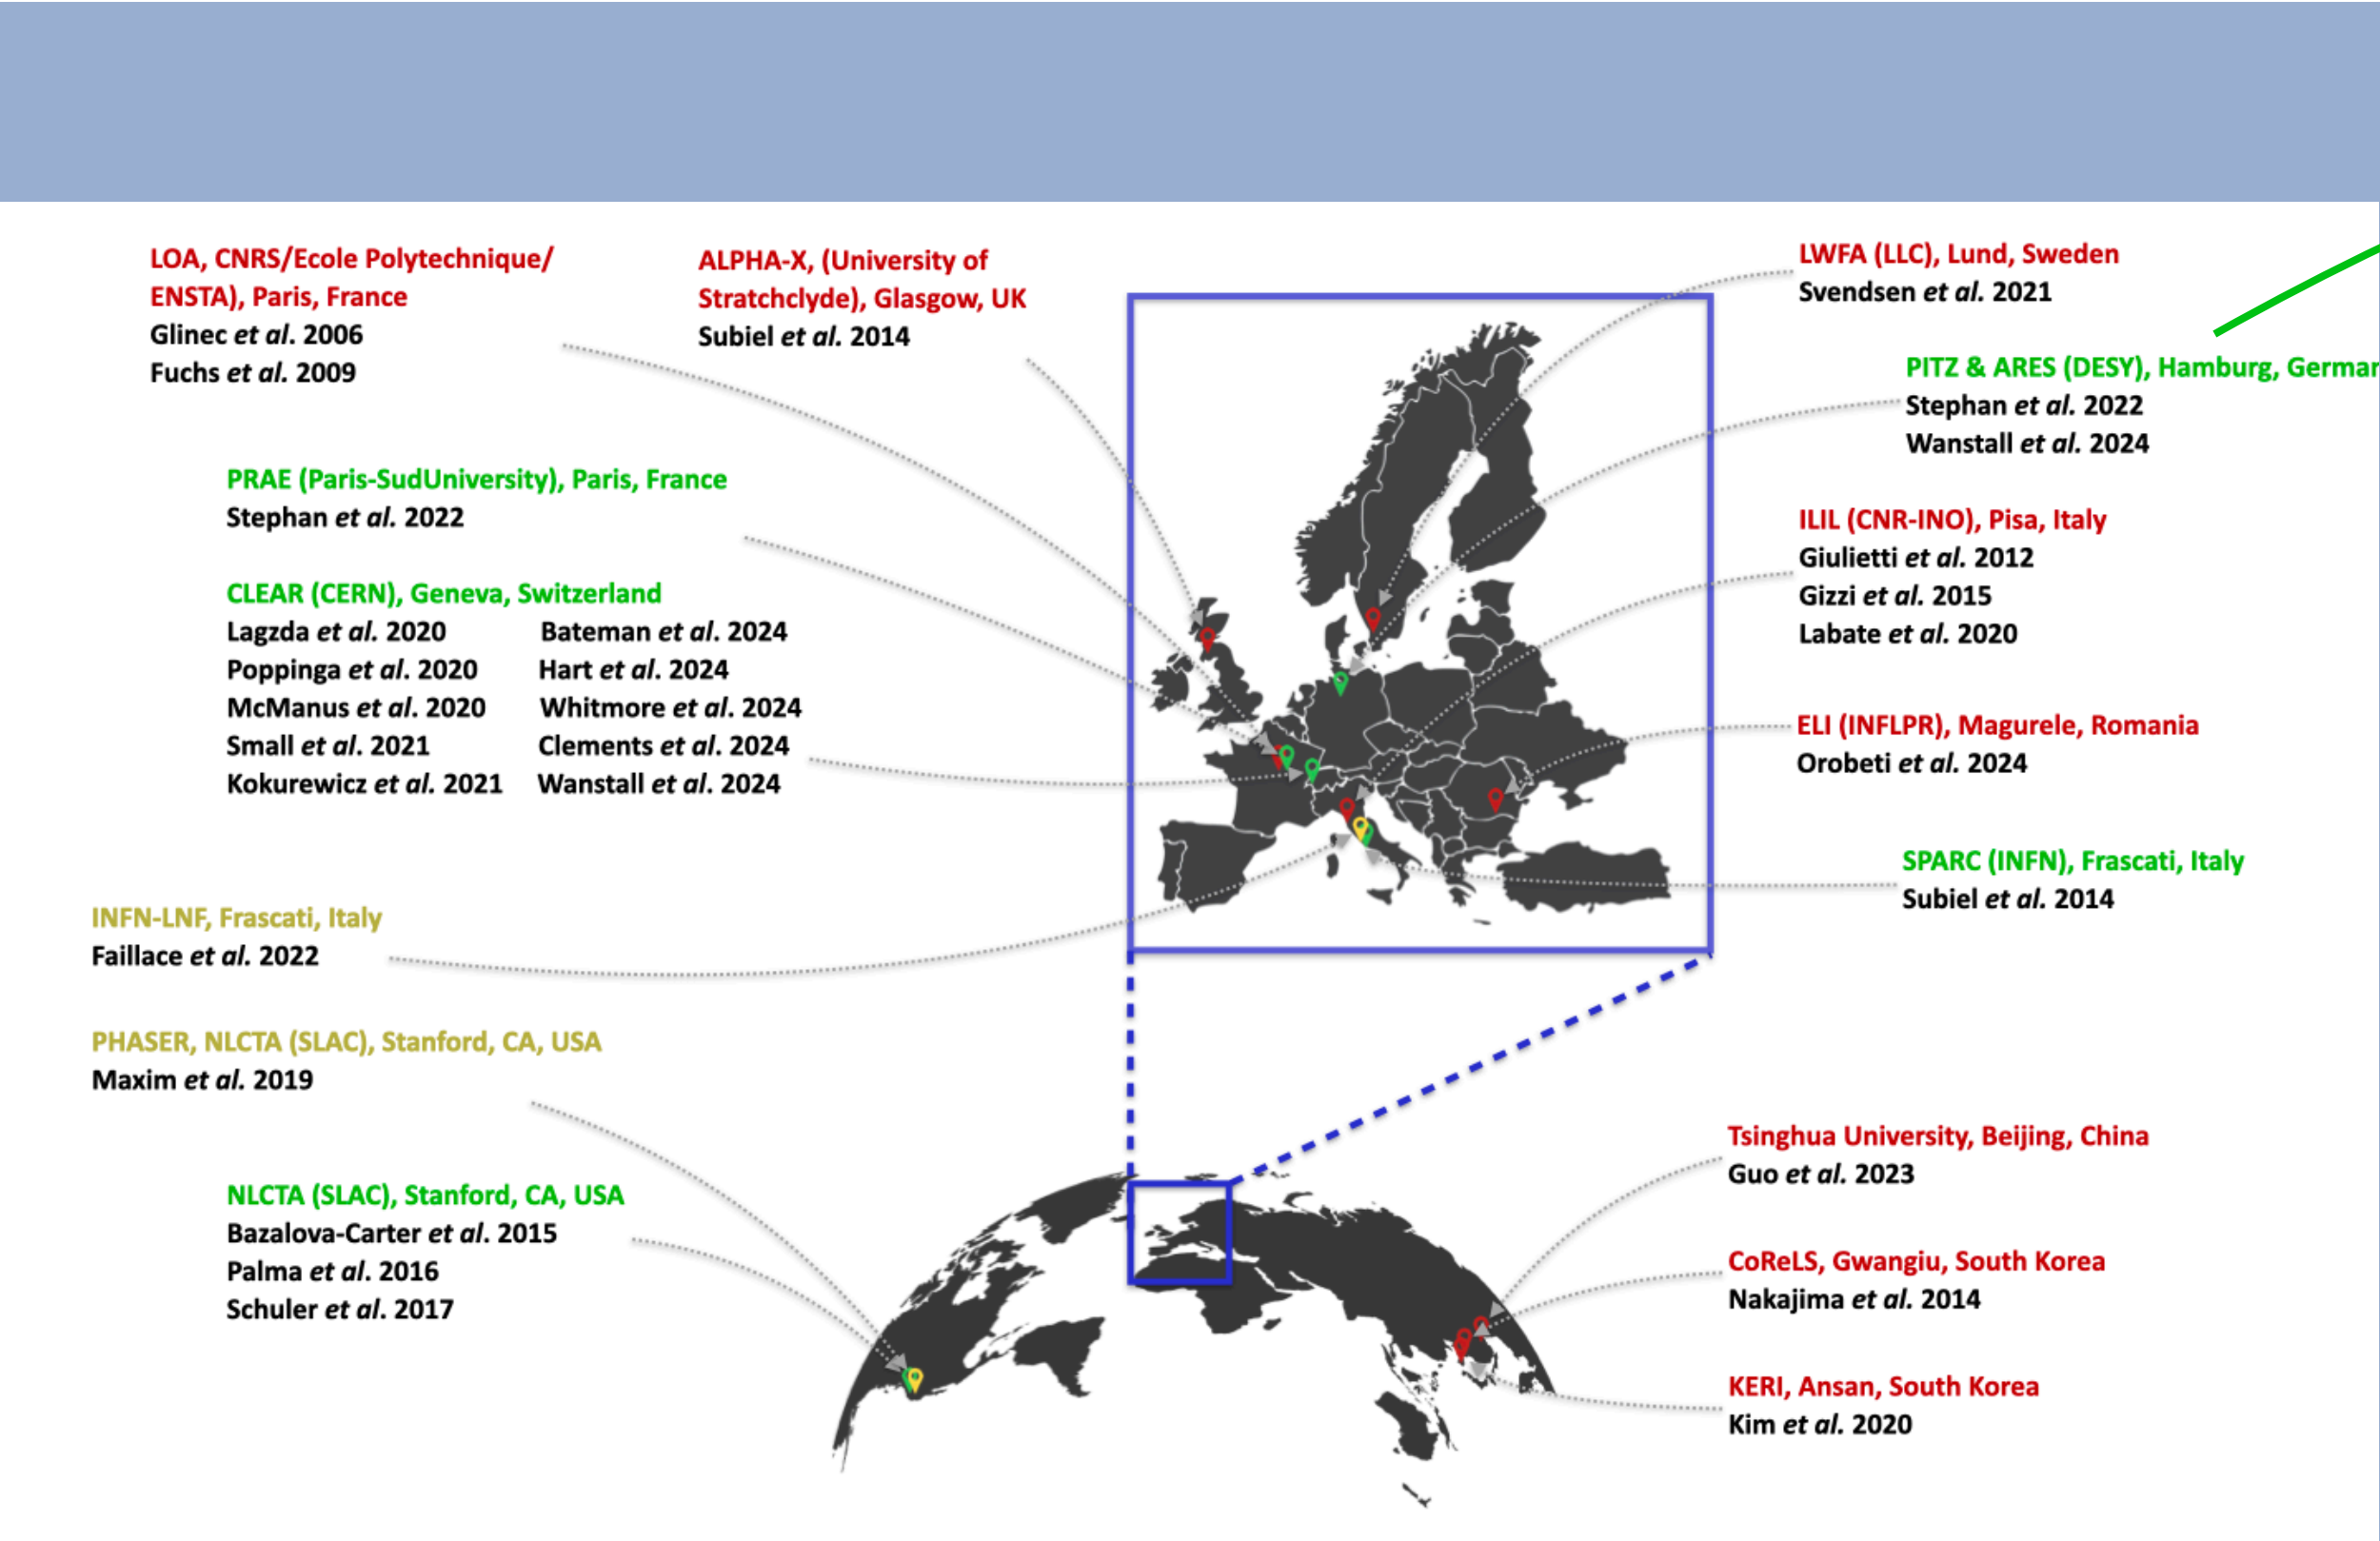 LOA, CNRS/Ecole Polytechnique/
ENSTA), Paris, France
Glinec et al. 2006
Fuchs et al. 2009
ALPHA-X, (University of
Stratchclyde), Glasgow, UK
Subiel et al. 2014
PRAE (Paris-SudUniversity), Paris, France
Stephan et al. 2022
CLEAR (CERN), Geneva, Switzerland
Lagzda et al. 2020 Bateman et al. 2024
Poppinga et al. 2020 Hart et al. 2024
McManus et al. 2020 Whitmore et al. 2024
Small et al. 2021 Clements et al. 2024
Kokurewicz et al. 2021 Wanstall et al. 2024
INFN-LNF, Frascati, Italy
Faillace et al. 2022
PHASER, NLCTA (SLAC), Stanford, CA, USA
Maxim et al. 2019
NLCTA (SLAC), Stanford, CA, USA
Bazalova-Carter et al. 2015
Palma et al. 2016
Schuler et al. 2017
LWFA (LLC), Lund, Sweden
Svendsen et al. 2021
PITZ & ARES (DESY), Hamburg, German
Stephan et al. 2022
Wanstall et al. 2024
ILIL (CNR-INO), Pisa, Italy
Giulietti et al. 2012
Gizzi et al. 2015
Labate et al. 2020
ELI (INFLPR), Magurele, Romania
Orobeti et al. 2024
SPARC (INFN), Frascati, Italy
Subiel et al. 2014
Tsinghua University, Beijing, China
Guo et al. 2023
CoReLS, Gwangiu, South Korea
Nakajima et al. 2014
KERI, Ansan, South Korea
Kim et al. 2020